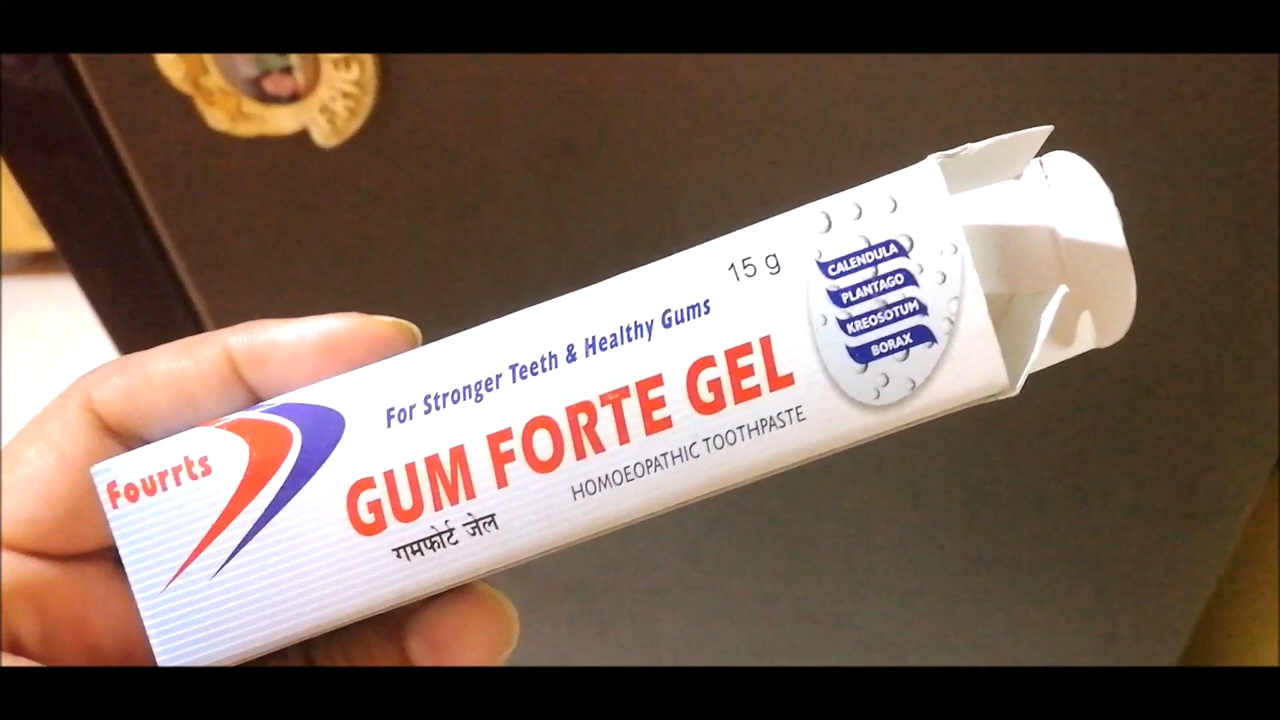 Fourrts
For Stronger Teeth & Healthy Gums
15 g
GUM FORTE GEL
HOMOEOPATHIC TOOTHPASTE
गमफोर्ट जेल
CALENDULA
PLANTAGO
KREOSOTUM
BORAX